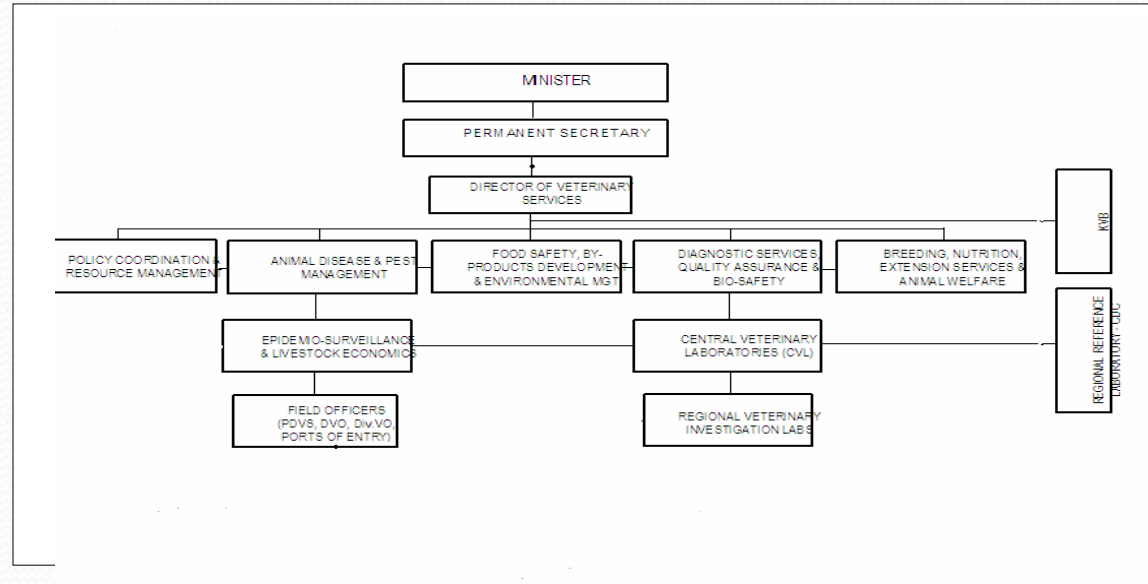 MINISTER
PERMANENT SECRETARY
DIRECTOR OF VETERINARY
SERVICES
KVB
POLICY COORDINATION &
RESOURCE MANAGEMENT
ANIMAL DISEASE & PEST
MANAGEMENT
FOOD SAFETY, BY-
PRODUCTS DEVELOPMENT
& ENVIRONMENTAL MGT
DIAGNOSTIC SERVICES,
QUALITY ASSURANCE &
BIO-SAFETY
BREEDING, NUTRITION,
EXTENSION SERVICES &
ANIMAL WELFARE
EPIDEMIO-SURVEILLANCE
& LIVESTOCK ECONOMICS
CENTRAL VETERINARY
LABORATORIES (CVL)
REGIONAL REFERENCE
LABORATORY - CDC
FIELD OFFICERS
(PDVS, DVO, Div.VO,
PORTS OF ENTRY)
REGIONAL VETERINARY
INVESTIGATION LABS